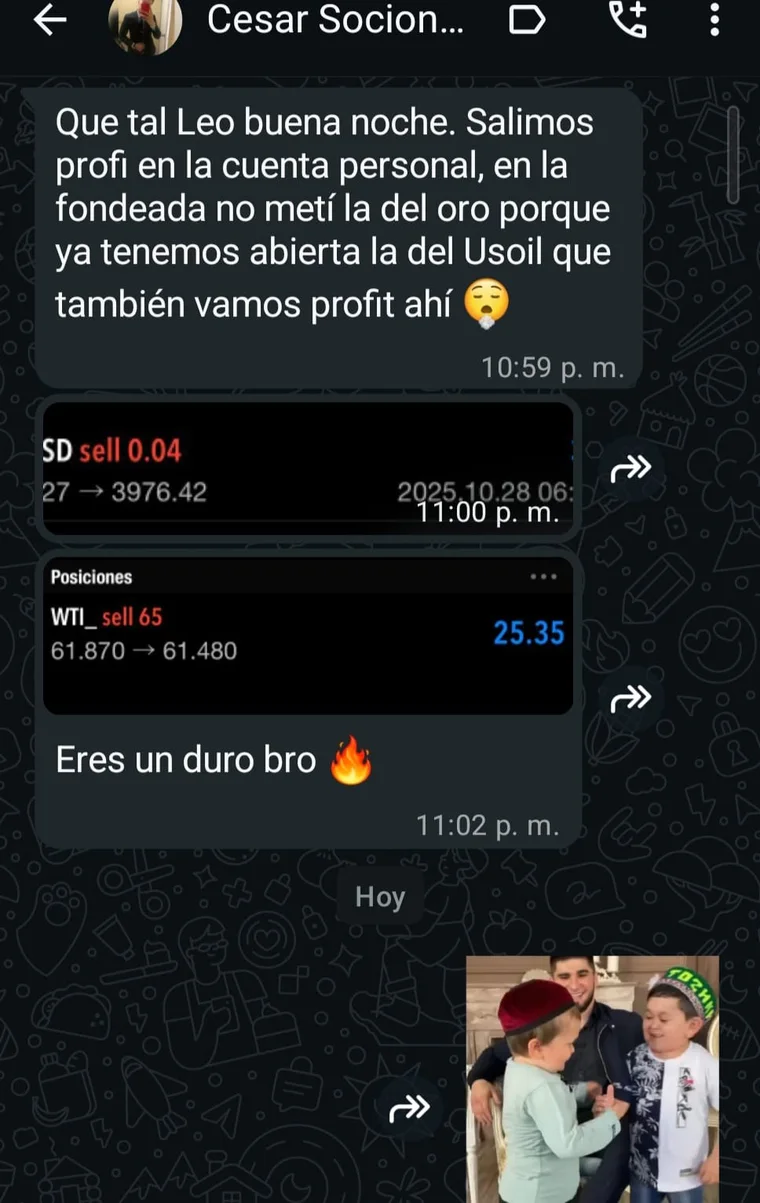 Cesar Socion...
Que tal Leo buena noche. Salimos
profi en la cuenta personal, en la
fondeada no metí la del oro porque
ya tenemos abierta la del Usoil que
también vamos profit ahí 😮‍💨
10:59 p. m.
SD sell 0.04
27 → 3976.42
2025.10.28 06:
11:00 p. m.
Posiciones
WTI_ sell 65
25.35
61.870 → 61.480
Eres un duro bro 🔥
11:02 p. m.
Hoy